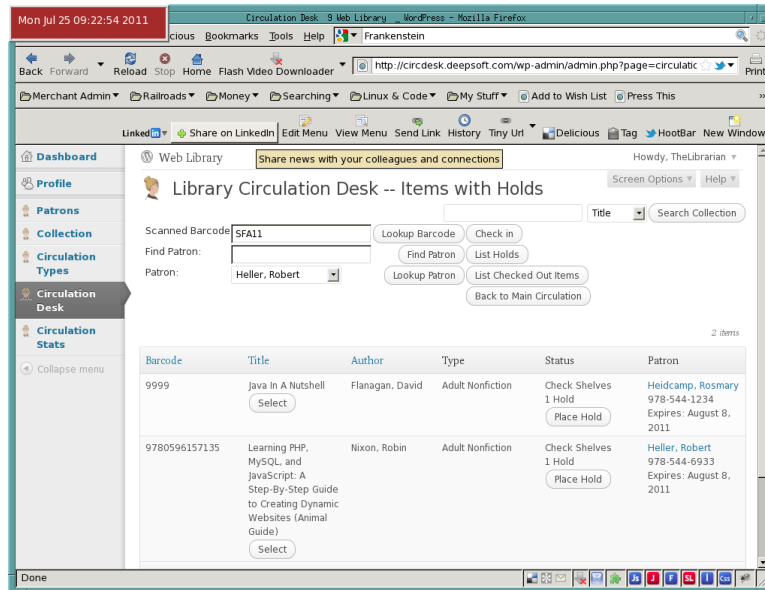 Mon Jul 25 09:22:54 2011
Circulation Desk 9 Web Library _ WordPress - Mozilla Firefox
cious Bookmarks Tools Help Frankenstein
Back Forward Reload Stop Home Flash Video Downloader http://circdesk.deepsoft.com/wp-admin/admin.php?page=circulatic Print
Merchant Admin Railroads Money Searching Linux & Code My Stuff Add to Wish List Press This »
Linked in Share on LinkedIn Edit Menu View Menu Send Link History Tiny Url Delicious Tag HootBar New Window
Share news with your colleagues and connections
Dashboard
Profile
Patrons
Collection
Circulation
Types
Circulation
Desk
Circulation
Stats
Collapse menu
Web Library Howdy, TheLibrarian
Screen Options Help
Library Circulation Desk -- Items with Holds
Title Search Collection
Scanned Barcode SFA11 Lookup Barcode Check in
Find Patron: Find Patron List Holds
Patron: Heller, Robert Lookup Patron List Checked Out Items
Back to Main Circulation
2 items
Barcode Title Author Type Status Patron
9999 Java In A Nutshell Flanagan, David Adult Nonfiction Check Shelves Heidcamp, Rosmary
Select 1 Hold 978-544-1234
Place Hold Expires: August 8,
2011
9780596157135 Learning PHP, Nixon, Robin Adult Nonfiction Check Shelves Heller, Robert
MySQL, and 1 Hold 978-544-6933
JavaScript: A Place Hold Expires: August 8,
Step-By-Step Guide 2011
to Creating Dynamic
Websites (Animal
Guide)
Select
Done Js J F SL I Css